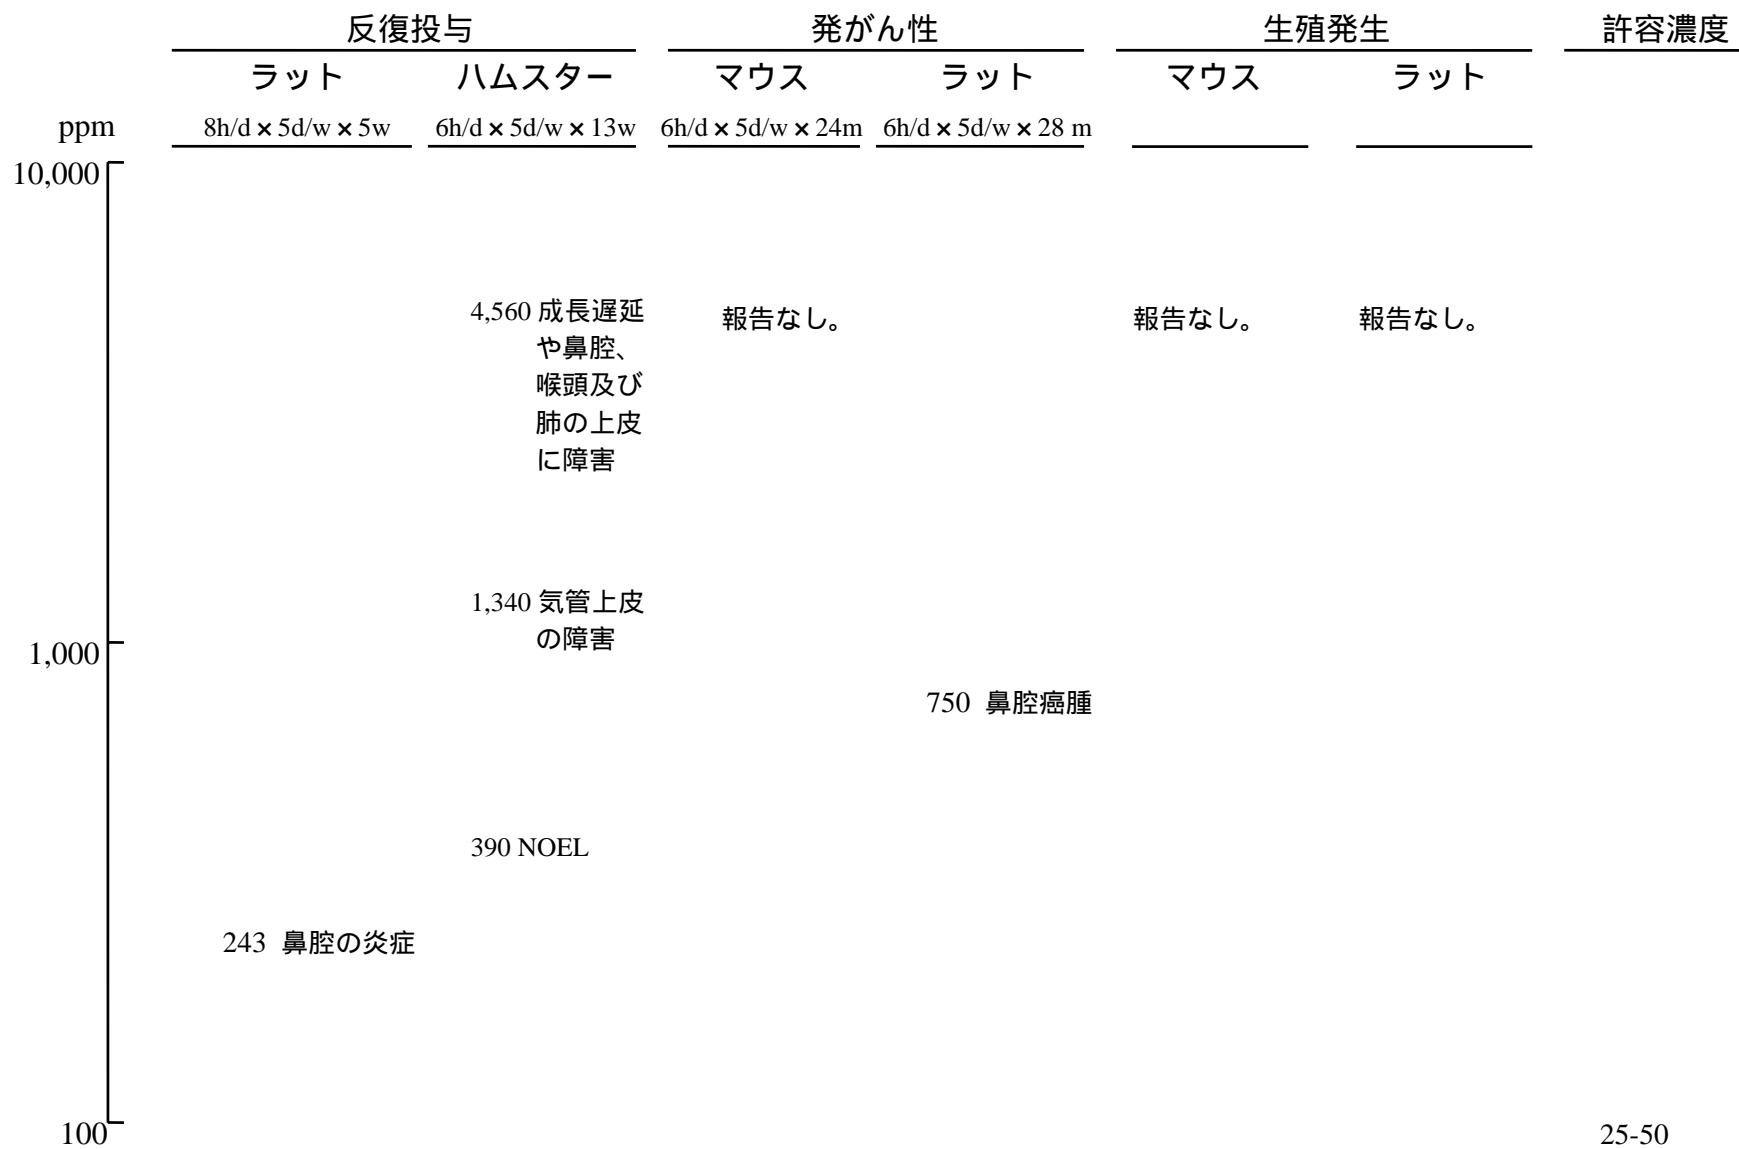 反復投与 発がん性 生殖発生 許容濃度
ラット ハムスター マウス ラット マウス ラット
ppm 8h/d × 5d/w × 5w 6h/d × 5d/w × 13w 6h/d × 5d/w × 24m 6h/d × 5d/w × 28 m
10,000
4,560 成長遅延
や鼻腔、
喉頭及び
肺の上皮
に障害
報告なし。 報告なし。 報告なし。
1,340 気管上皮
の障害
1,000
750 鼻腔癌腫
390 NOEL
243 鼻腔の炎症
100 25-50